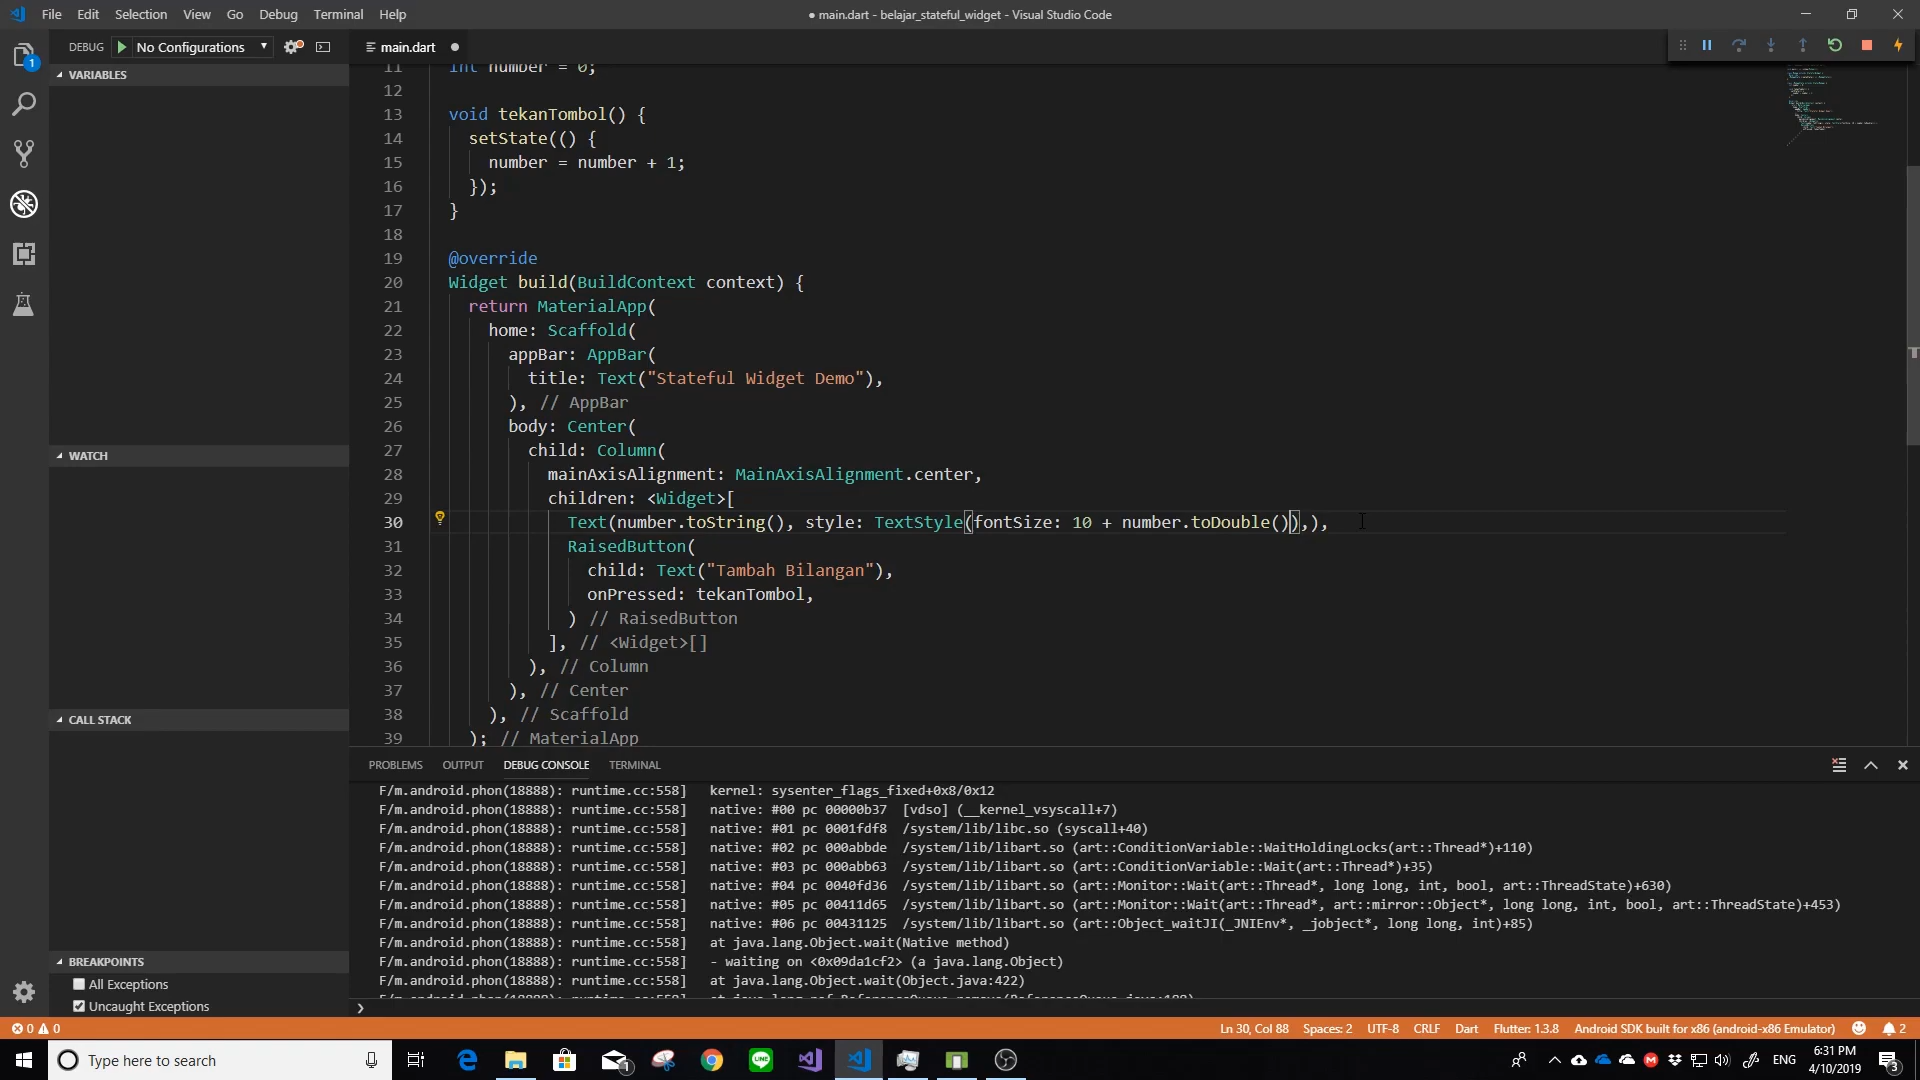 File Edit Selection View Go Debug Terminal Help
● main.dart - belajar_stateful_widget - Visual Studio Code
DEBUG No Configurations
main.dart
1
VARIABLES
WATCH
CALL STACK
BREAKPOINTS
All Exceptions
Uncaught Exceptions
11 int number = 0;
12
13 void tekanTombol() {
14 setState(() {
15 number = number + 1;
16 });
17 }
18
19 @override
20 Widget build(BuildContext context) {
21 return MaterialApp(
22 home: Scaffold(
23 appBar: AppBar(
24 title: Text("Stateful Widget Demo"),
25 ), // AppBar
26 body: Center(
27 child: Column(
28 mainAxisAlignment: MainAxisAlignment.center,
29 children: <Widget>[
30 Text(number.toString(), style: TextStyle(fontSize: 10 + number.toDouble()),),
31 RaisedButton(
32 child: Text("Tambah Bilangan"),
33 onPressed: tekanTombol,
34 ) // RaisedButton
35 ], // <Widget>[]
36 ), // Column
37 ), // Center
38 ), // Scaffold
39 ); // MaterialApp
PROBLEMS OUTPUT DEBUG CONSOLE TERMINAL
F/m.android.phon(18888): runtime.cc:558] kernel: sysenter_flags_fixed+0x8/0x12
F/m.android.phon(18888): runtime.cc:558] native: #00 pc 00000b37 [vdso] (__kernel_vsyscall+7)
F/m.android.phon(18888): runtime.cc:558] native: #01 pc 0001fdf8 /system/lib/libc.so (syscall+40)
F/m.android.phon(18888): runtime.cc:558] native: #02 pc 000abbde /system/lib/libart.so (art::ConditionVariable::WaitHoldingLocks(art::Thread*)+110)
F/m.android.phon(18888): runtime.cc:558] native: #03 pc 000abb63 /system/lib/libart.so (art::ConditionVariable::Wait(art::Thread*)+35)
F/m.android.phon(18888): runtime.cc:558] native: #04 pc 0040fd36 /system/lib/libart.so (art::Monitor::Wait(art::Thread*, long long, int, bool, art::ThreadState)+630)
F/m.android.phon(18888): runtime.cc:558] native: #05 pc 00411d65 /system/lib/libart.so (art::Monitor::Wait(art::Thread*, art::mirror::Object*, long long, int, bool, art::ThreadState)+453)
F/m.android.phon(18888): runtime.cc:558] native: #06 pc 00431125 /system/lib/libart.so (art::Object_waitJI(_JNIEnv*, _jobject*, long long, int)+85)
F/m.android.phon(18888): runtime.cc:558] at java.lang.Object.wait(Native method)
F/m.android.phon(18888): runtime.cc:558] - waiting on <0x09da1cf2> (a java.lang.Object)
F/m.android.phon(18888): runtime.cc:558] at java.lang.Object.wait(Object.java:422)
0 0 Ln 30, Col 88 Spaces: 2 UTF-8 CRLF Dart Flutter: 1.3.8 Android SDK built for x86 (android-x86 Emulator) 2
Type here to search
1
ENG
6:31 PM
4/10/2019
3